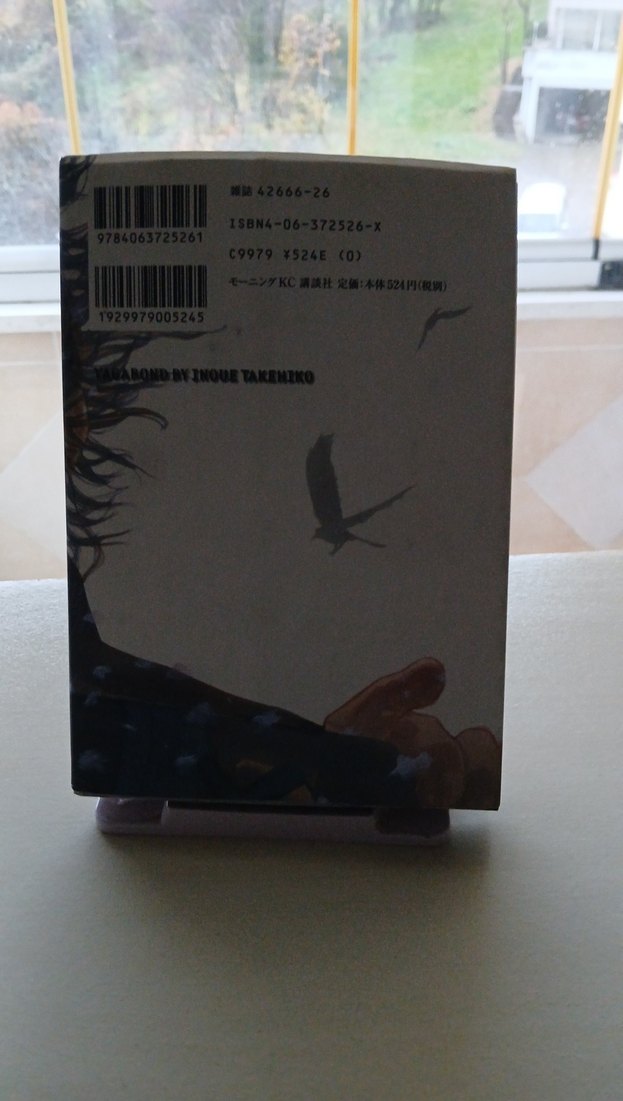 雑誌 42666-26
ISBN4-06-372526-X
9784063725261
C9979 ¥524E (0)
モーニングKC 講談社 定価:本体524円(税別)
1929979005245
VAGABOND BY INOUE TAKEHIKO